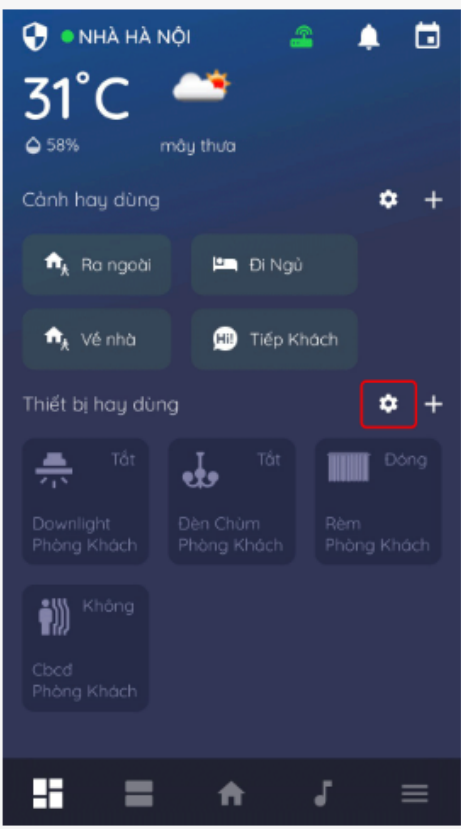 NHÀ HÀ NỘI
31°C
58% mây thưa
Cảnh hay dùng
Ra ngoài Đi Ngủ
Về nhà Hi! Tiếp Khách
Thiết bị hay dùng
Tắt Tắt Đóng
Downlight Đèn Chùm Rèm
Phòng Khách Phòng Khách Phòng Khách
Không
Cbcđ
Phòng Khách